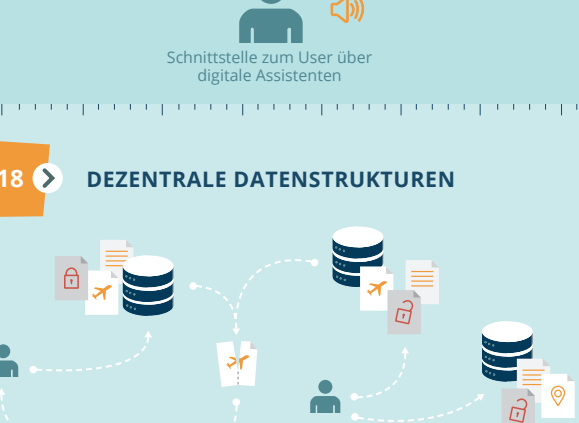 Schnittstelle zum User über
digitale Assistenten
18
DEZENTRALE DATENSTRUKTUREN